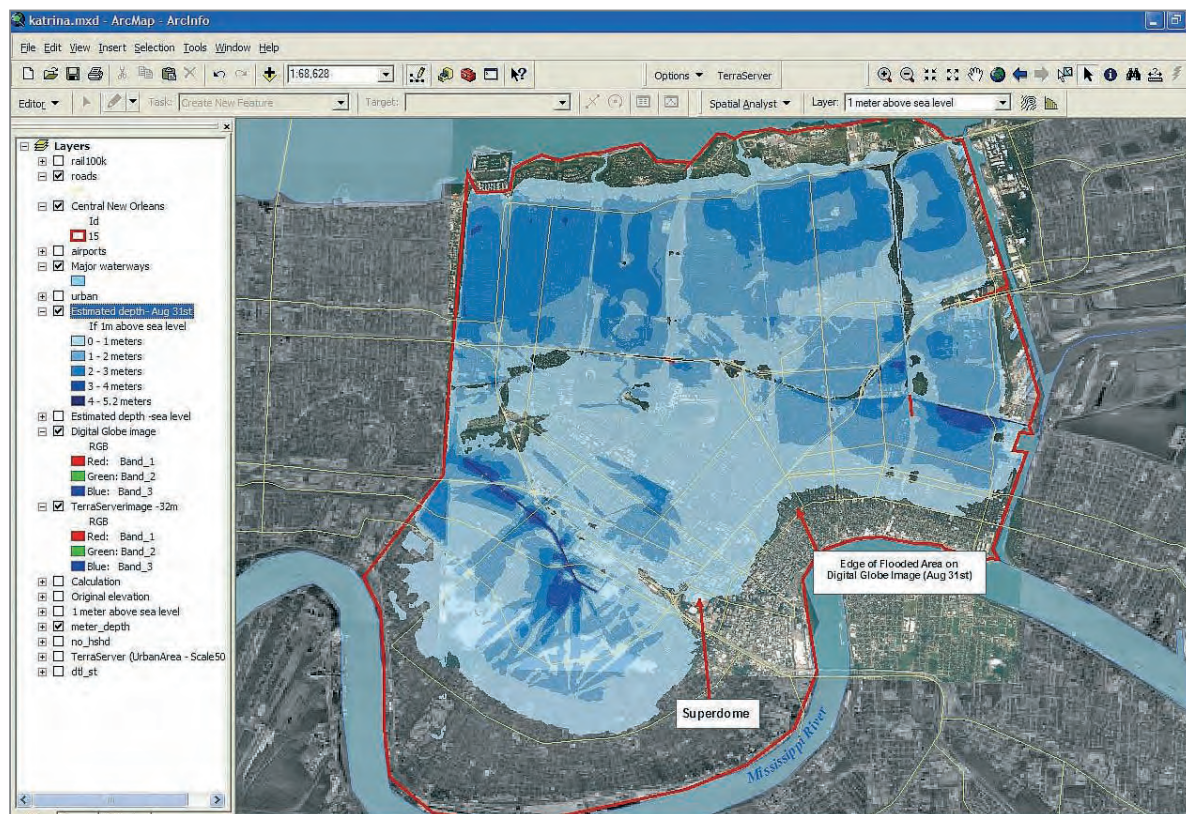 katrina.mxd - ArcMap - ArcInfo
File Edit View Insert Selection Tools Window Help
1:68,628
Options
TerraServer
Editor
Task: Create New Feature
Target:
Spatial Analyst
Layer: 1 meter above sea level
Layers
rail100k
roads
Central New Orleans
Id
15
airports
Major waterways
urban
Estimated depth- Aug 31st
If 1m above sea level
0 - 1 meters
1 - 2 meters
2 - 3 meters
3 - 4 meters
4 - 5.2 meters
Estimated depth -sea level
Digital Globe image
RGB
Red: Band_1
Green: Band_2
Blue: Band_3
TerraServerimage -32m
RGB
Red: Band_1
Green: Band_2
Blue: Band_3
Calculation
Original elevation
1 meter above sea level
meter_depth
no_hshd
TerraServer (UrbanArea - Scale50
dtl_st
Edge of Flooded Area on
Digital Globe Image (Aug 31st)
Superdome
Mississippi River